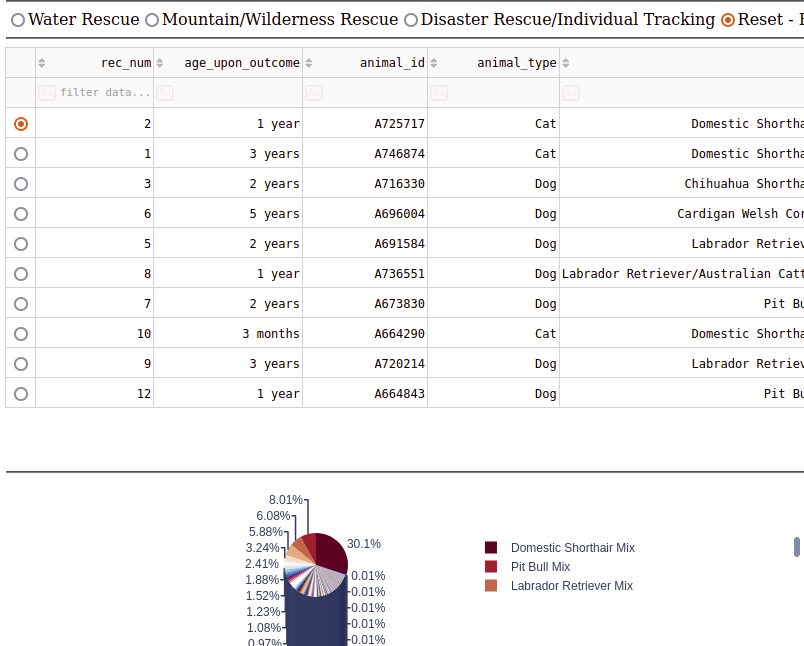 Water Rescue Mountain/Wilderness Rescue Disaster Rescue/Individual Tracking Reset -
rec_num age_upon_outcome animal_id animal_type
Aa filter data... Aa Aa Aa Aa
2 1 year A725717 Cat Domestic Shortha
1 3 years A746874 Cat Domestic Shortha
3 2 years A716330 Dog Chihuahua Shortha
6 5 years A696004 Dog Cardigan Welsh Cor
5 2 years A691584 Dog Labrador Retriev
8 1 year A736551 Dog Labrador Retriever/Australian Catt
7 2 years A673830 Dog Pit Bu
10 3 months A664290 Cat Domestic Shortha
9 3 years A720214 Dog Labrador Retriev
12 1 year A664843 Dog Pit Bu
8.01%
6.08%
5.88%
3.24%
2.41%
1.88%
1.52%
1.23%
1.08%
0.97%
30.1%
0.01%
0.01%
0.01%
0.01%
0.01%
Domestic Shorthair Mix
Pit Bull Mix
Labrador Retriever Mix